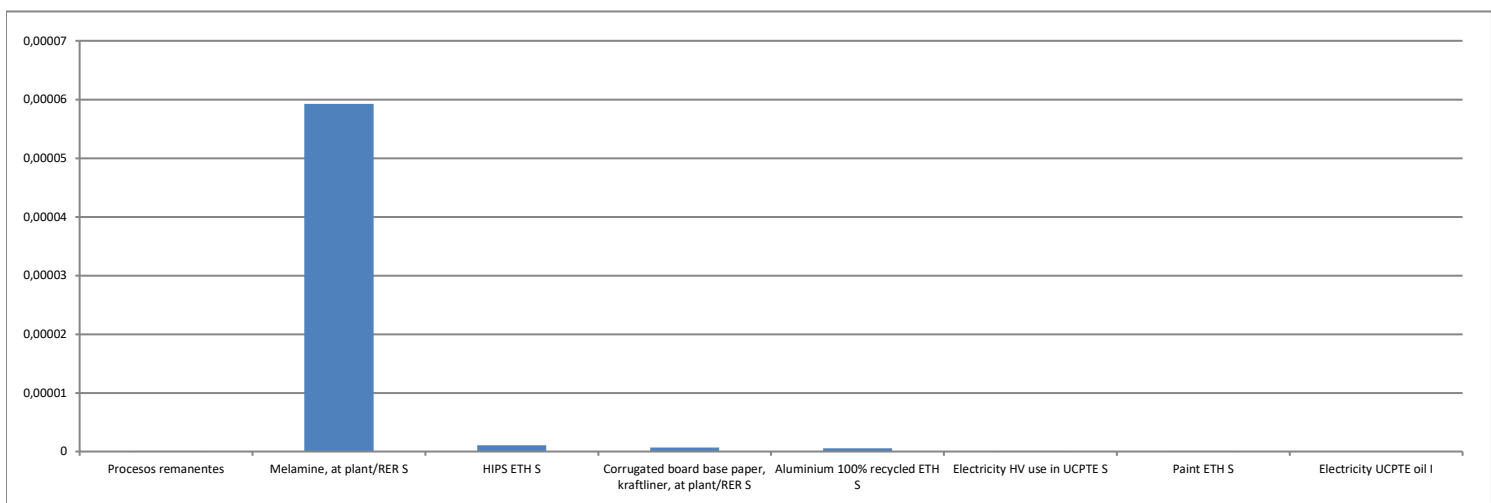 0,00007
0,00006
0,00005
0,00004
0,00003
0,00002
0,00001
0
Procesos remanentes
Melamine, at plant/RER S
HIPS ETH S
Corrugated board base paper,
kraftliner, at plant/RER S
Aluminium 100% recycled ETH
S
Electricity HV use in UCPTE S
Paint ETH S
Electricity UCPTE oil I